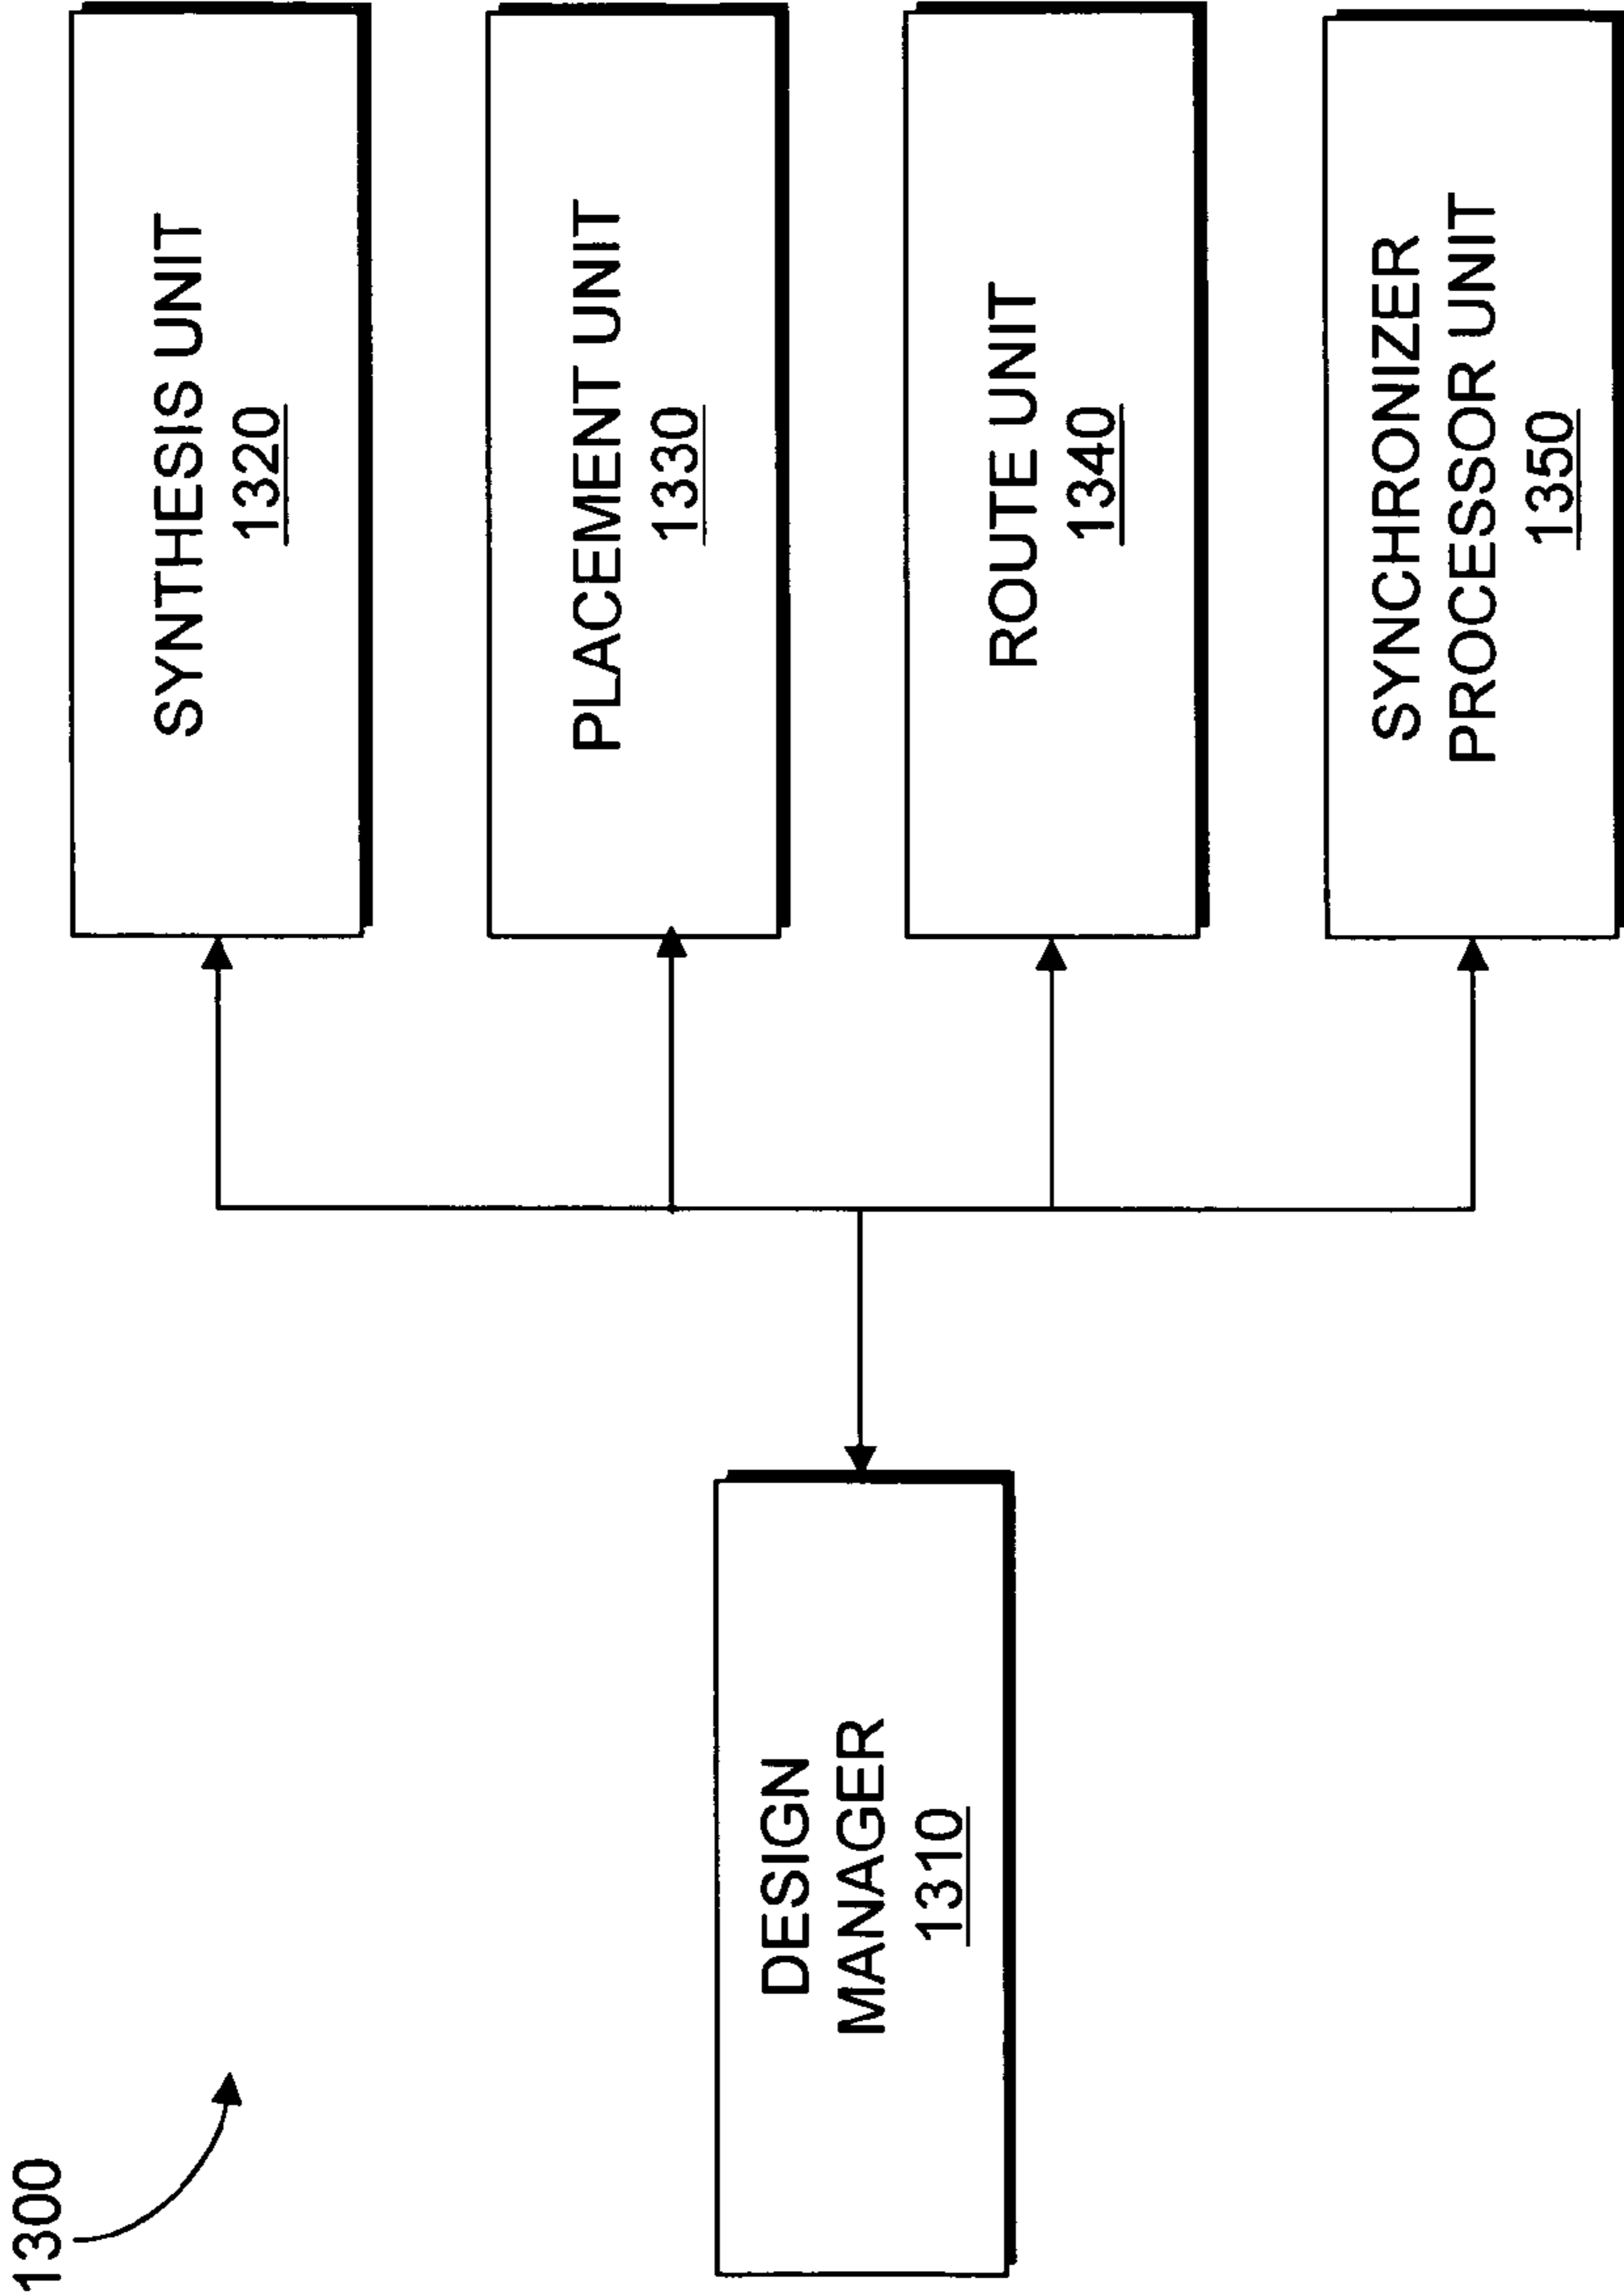 1300
DESIGN
MANAGER
1310
SYNTHESIS UNIT
1320
PLACEMENT UNIT
1330
ROUTE UNIT
1340
SYNCHRONIZER
PROCESSOR UNIT
1350